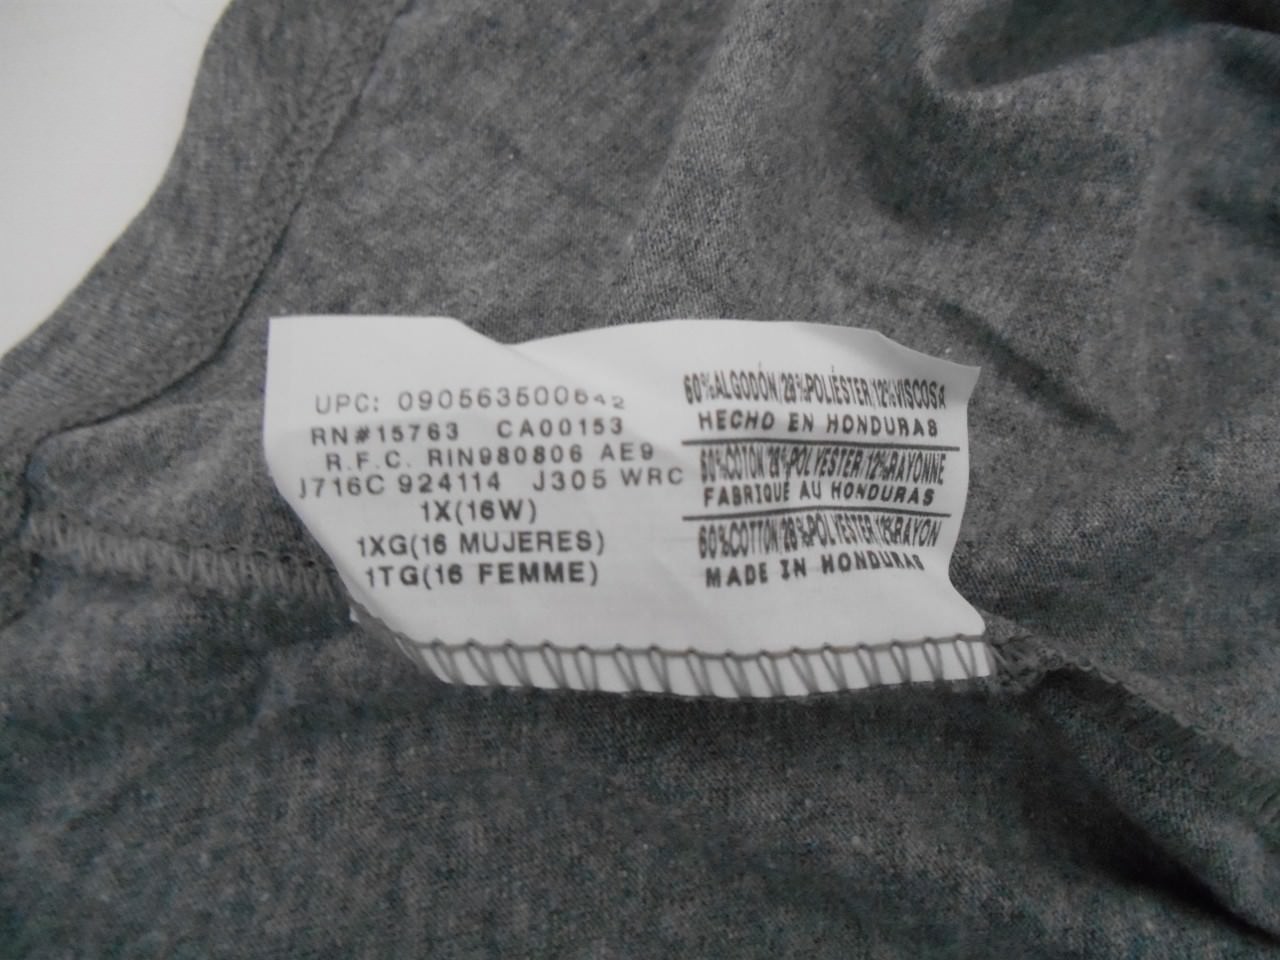 UPC: 090563500642
RN#15763 CA00153
R.F.C. RIN980806 AE9
J716C 924114 J305 WRC
1X(16W)
1XG(16 MUJERES)
1TG(16 FEMME)
60%ALGODÓN/28%POLIÉSTER/12%VISCOSA
HECHO EN HONDURAS
60%COTON/28%POLYESTER/12%RAYONNE
FABRIQUÉ AU HONDURAS
60%COTTON/28%POLYESTER/12%RAYON
MADE IN HONDURAS